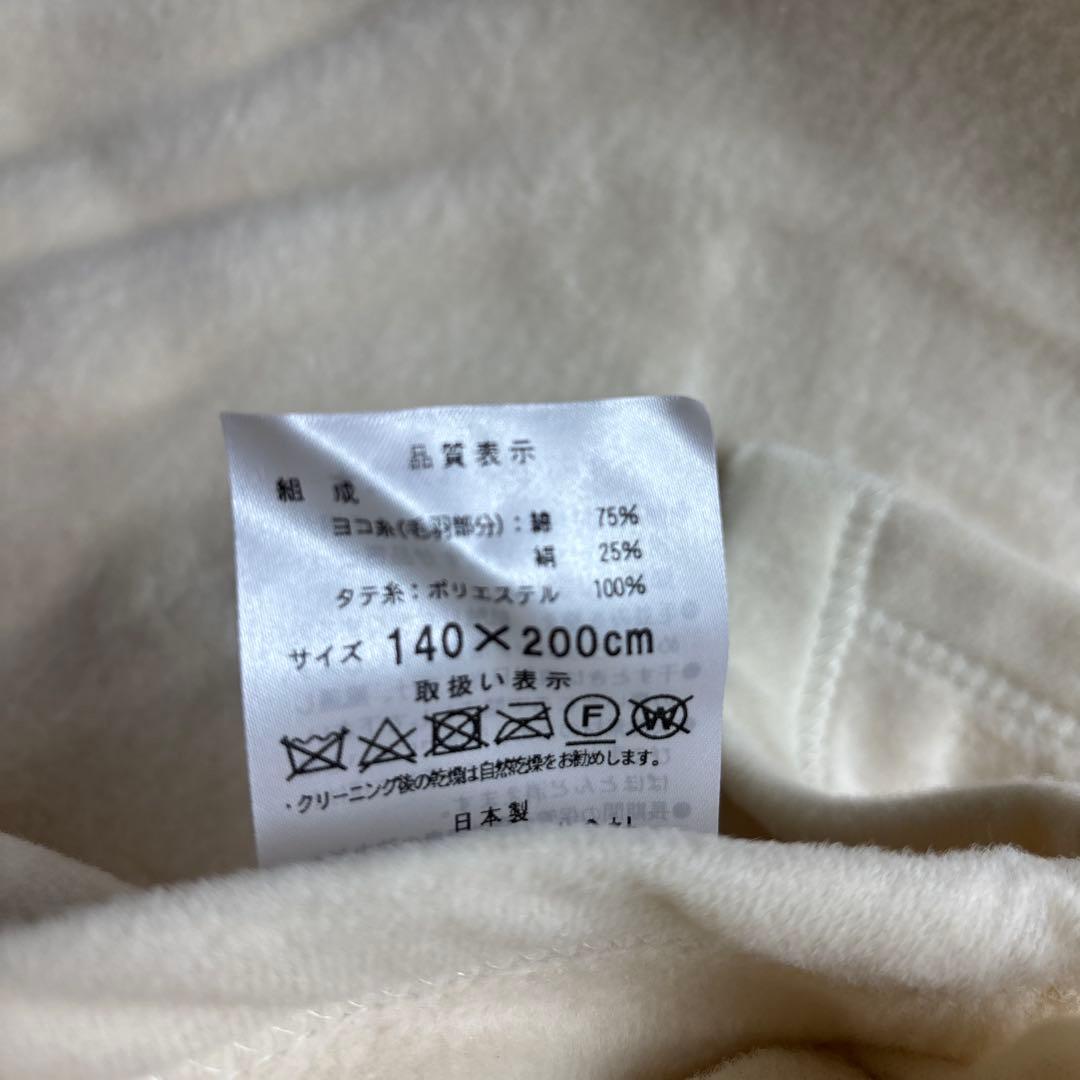 品質表示
組 成
ヨコ糸(毛羽部分):綿 75%
絹 25%
タテ糸:ポリエステル 100%
サイズ 140×200cm
取扱い表示
F W
・クリーニング後の乾燥は自然乾燥をお勧めします。
日本製